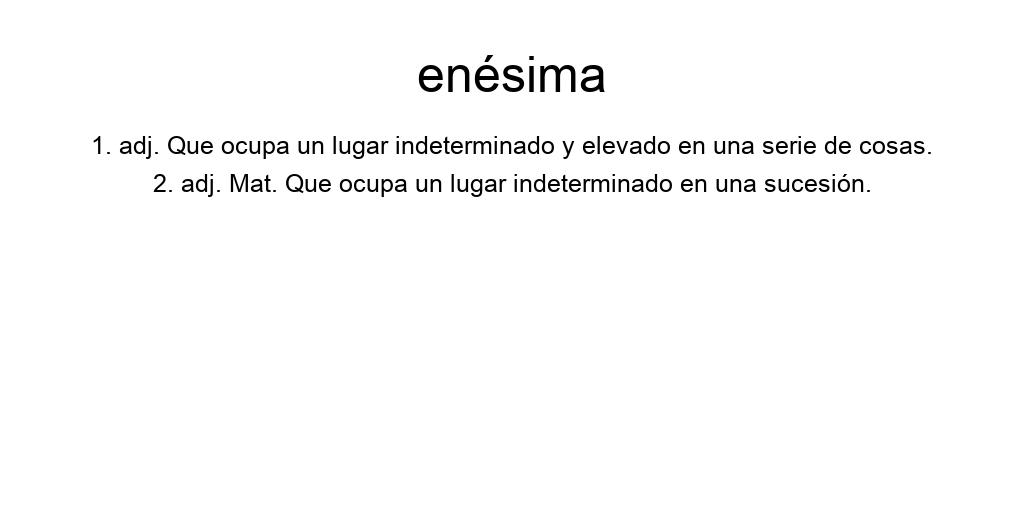 enésima
1. adj. Que ocupa un lugar indeterminado y elevado en una serie de cosas.
2. adj. Mat. Que ocupa un lugar indeterminado en una sucesión.